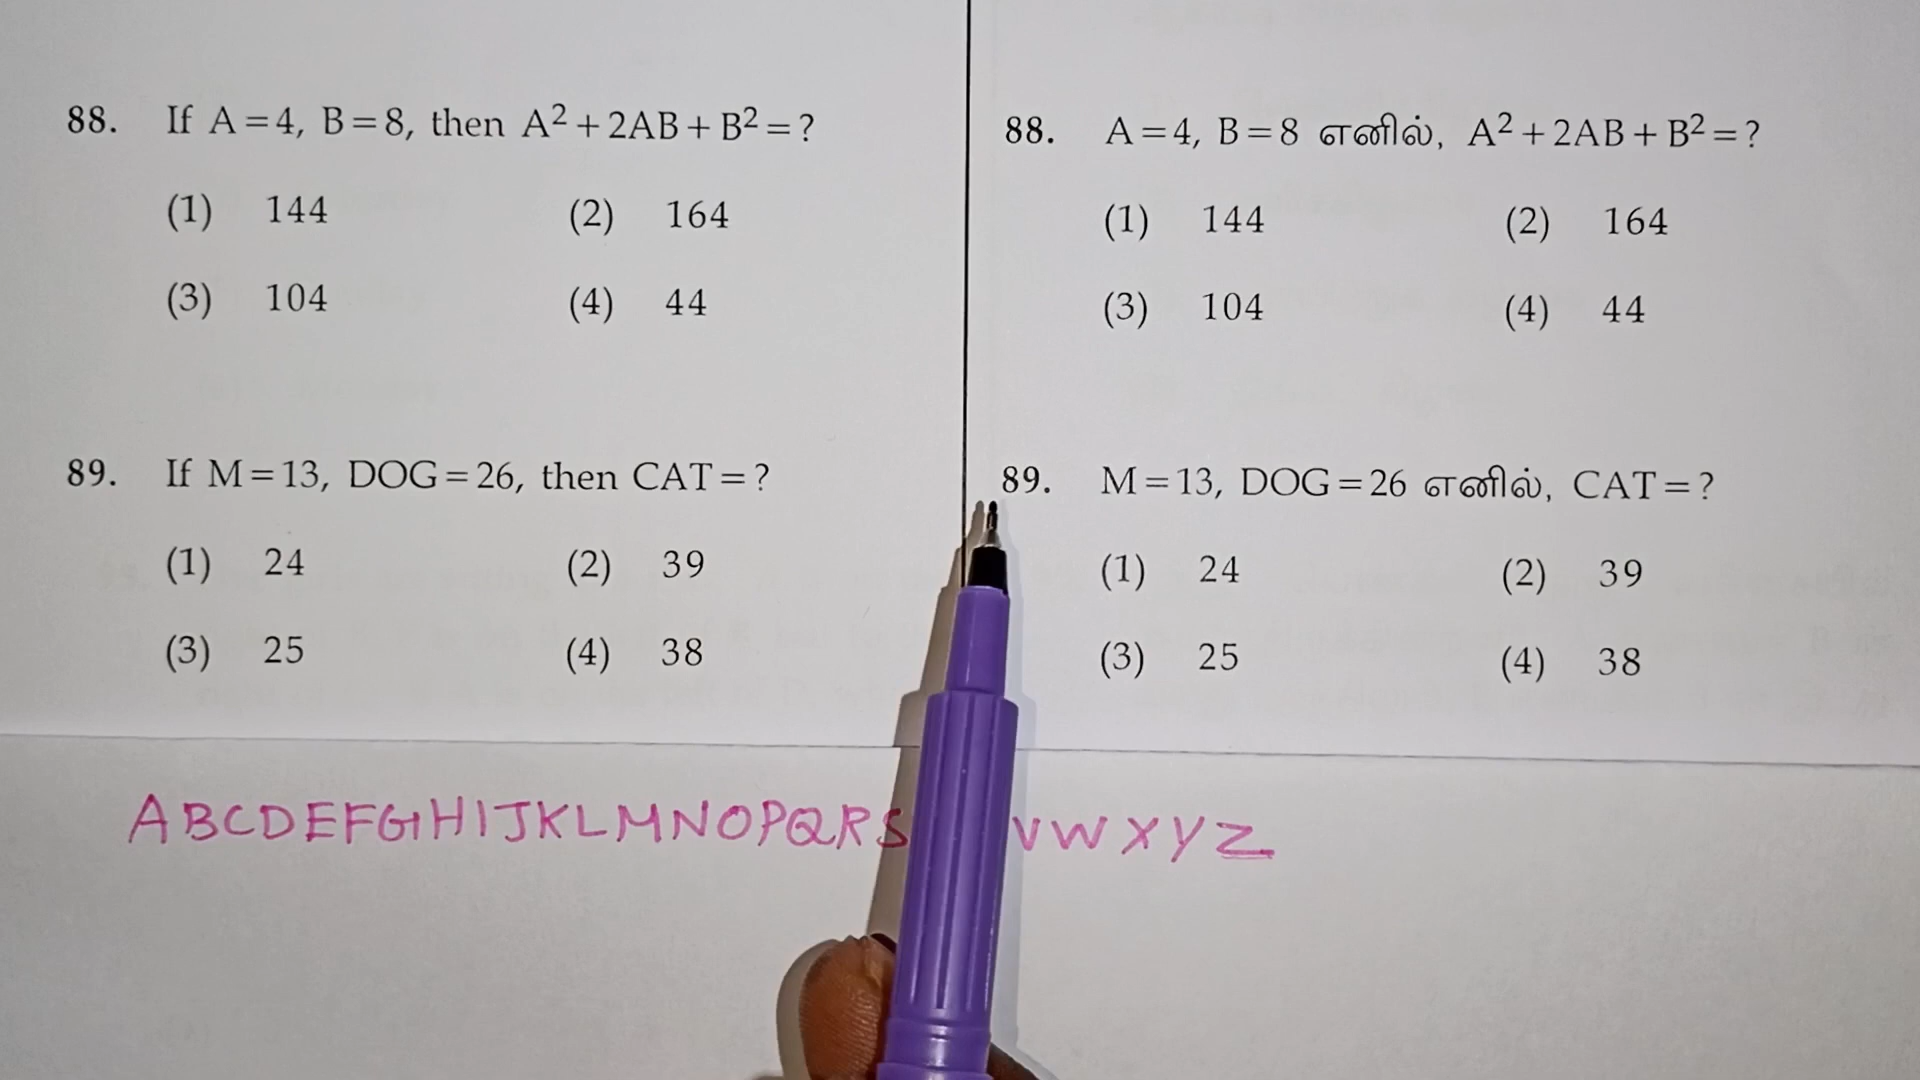 88. If A = 4, B = 8, then A² + 2AB + B² = ?
(1) 144 (2) 164
(3) 104 (4) 44
89. If M = 13, DOG = 26, then CAT = ?
(1) 24 (2) 39
(3) 25 (4) 38
88. A = 4, B = 8 எனில், A² + 2AB + B² = ?
(1) 144 (2) 164
(3) 104 (4) 44
89. M = 13, DOG = 26 எனில், CAT = ?
(1) 24 (2) 39
(3) 25 (4) 38
ABCDEFGHIJKLMNOPQRS VWXYZ